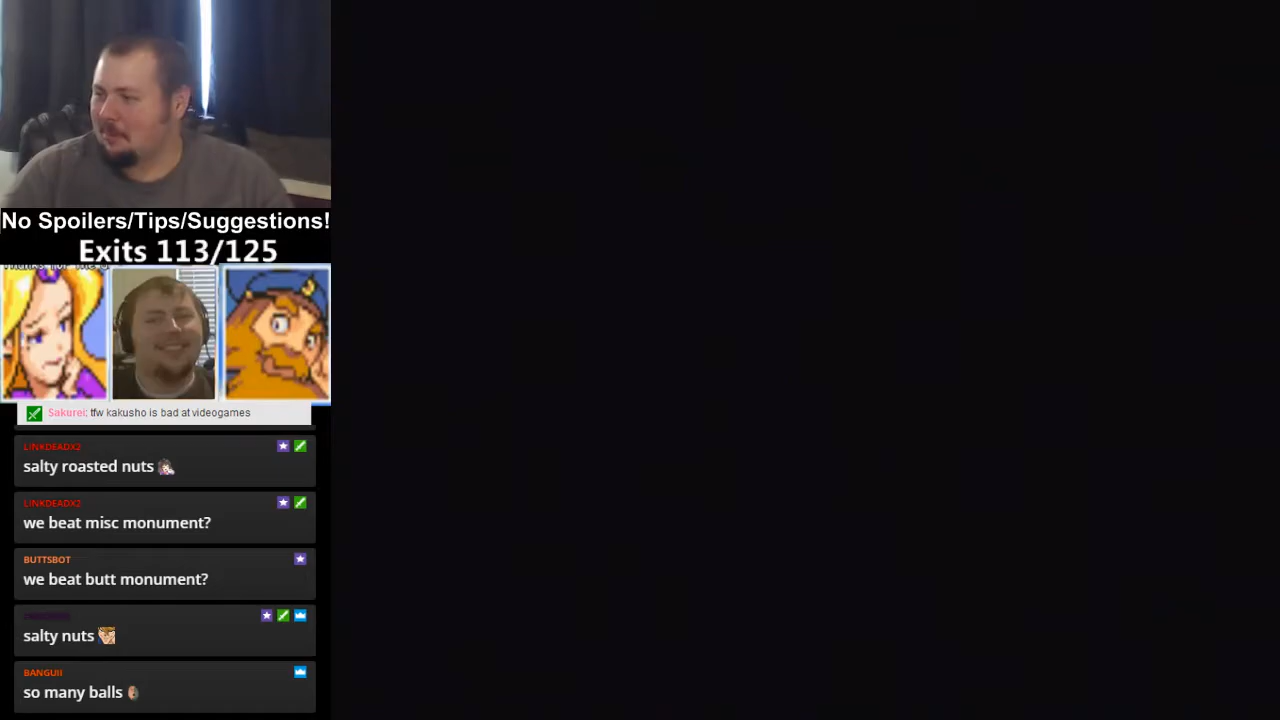 No Spoilers/Tips/Suggestions!
Exits 113/125
Sakurei: tfw kakusho is bad at videogames
LINKDEADX2
salty roasted nuts
LINKDEADX2
we beat misc monument?
BUTTSBOT
we beat butt monument?
salty nuts
BANGUII
so many balls